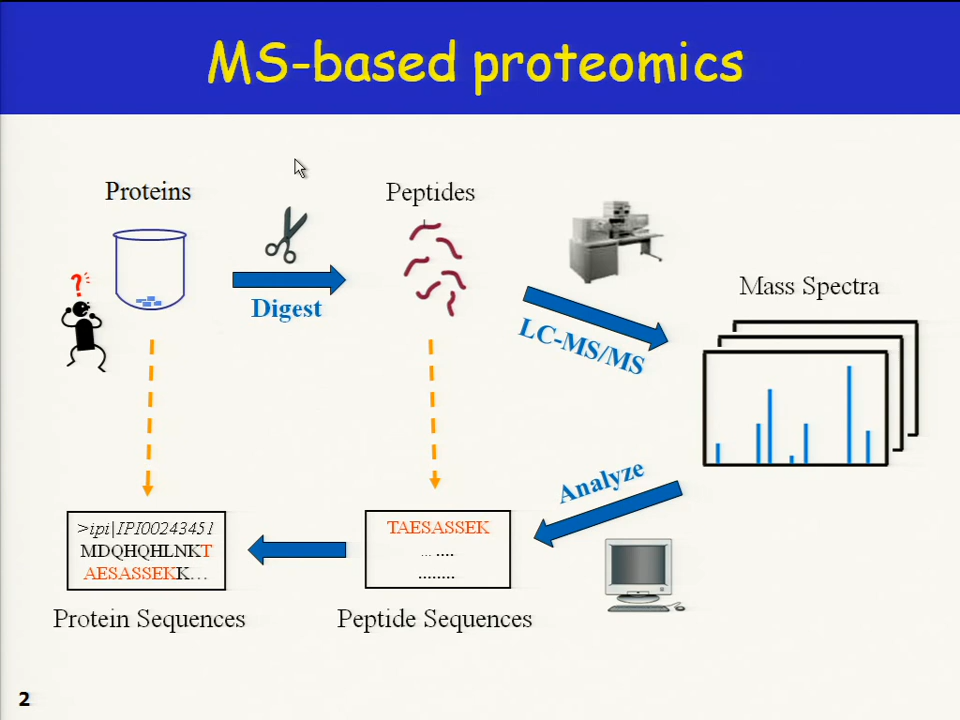 MS-based proteomics
Proteins
Peptides
Digest
LC-MS/MS
Mass Spectra
?
Analyze
>ipi|IPI00243451
MDQHQHLNKT
AESASSEKK...
Protein Sequences
TAESASSEK
... ....
........
Peptide Sequences
2